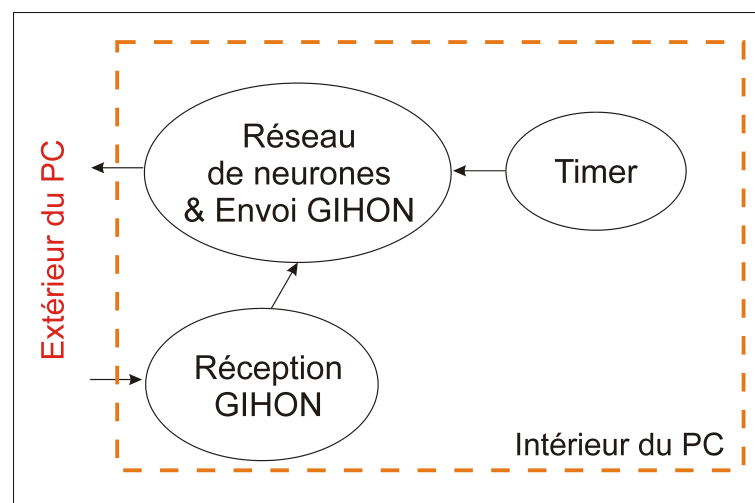 Réseau
de neurones
& Envoi GIHON
Timer
Extérieur du PC
Réception
GIHON
Intérieur du PC